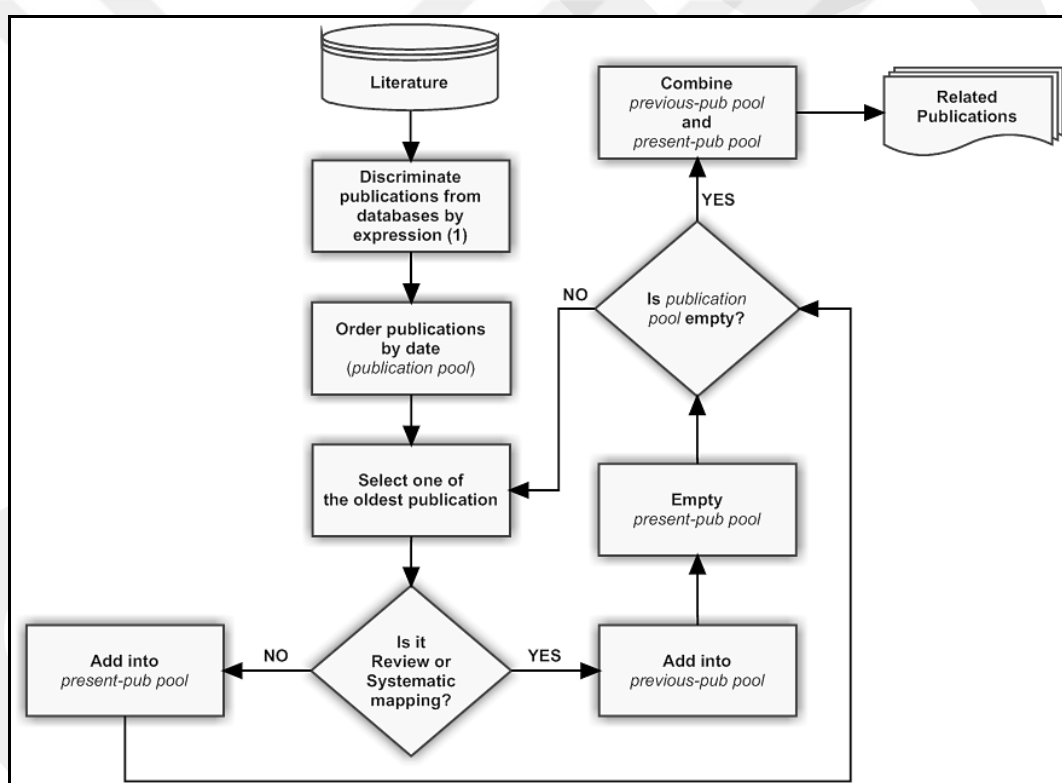 Literature
Discriminate
publications from
databases by
expression (1)
Order publications
by date
(publication pool)
Select one of
the oldest publication
Is it
Review or
Systematic
mapping?
NO
Add into
present-pub pool
YES
Add into
previous-pub pool
Empty
present-pub pool
Is publication
pool empty?
NO
YES
Combine
previous-pub pool
and
present-pub pool
Related
Publications